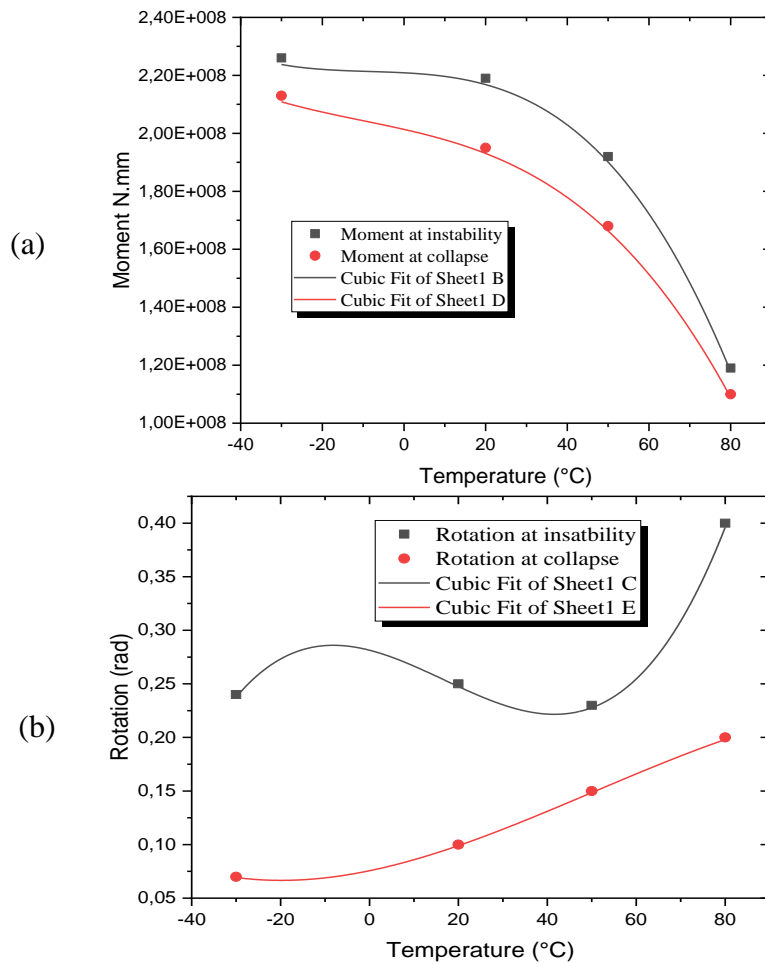 (a)
Moment N.mm
2,40E+008
2,20E+008
2,00E+008
1,80E+008
1,60E+008
1,40E+008
1,20E+008
1,00E+008
Moment at instability
Moment at collapse
Cubic Fit of Sheet1 B
Cubic Fit of Sheet1 D
-40 -20 0 20 40 60 80
Temperature (°C)
(b)
Rotation (rad)
0,40
0,35
0,30
0,25
0,20
0,15
0,10
0,05
Rotation at insatbility
Rotation at collapse
Cubic Fit of Sheet1 C
Cubic Fit of Sheet1 E
-20 0 20 40 60 80
Temperature (°C)